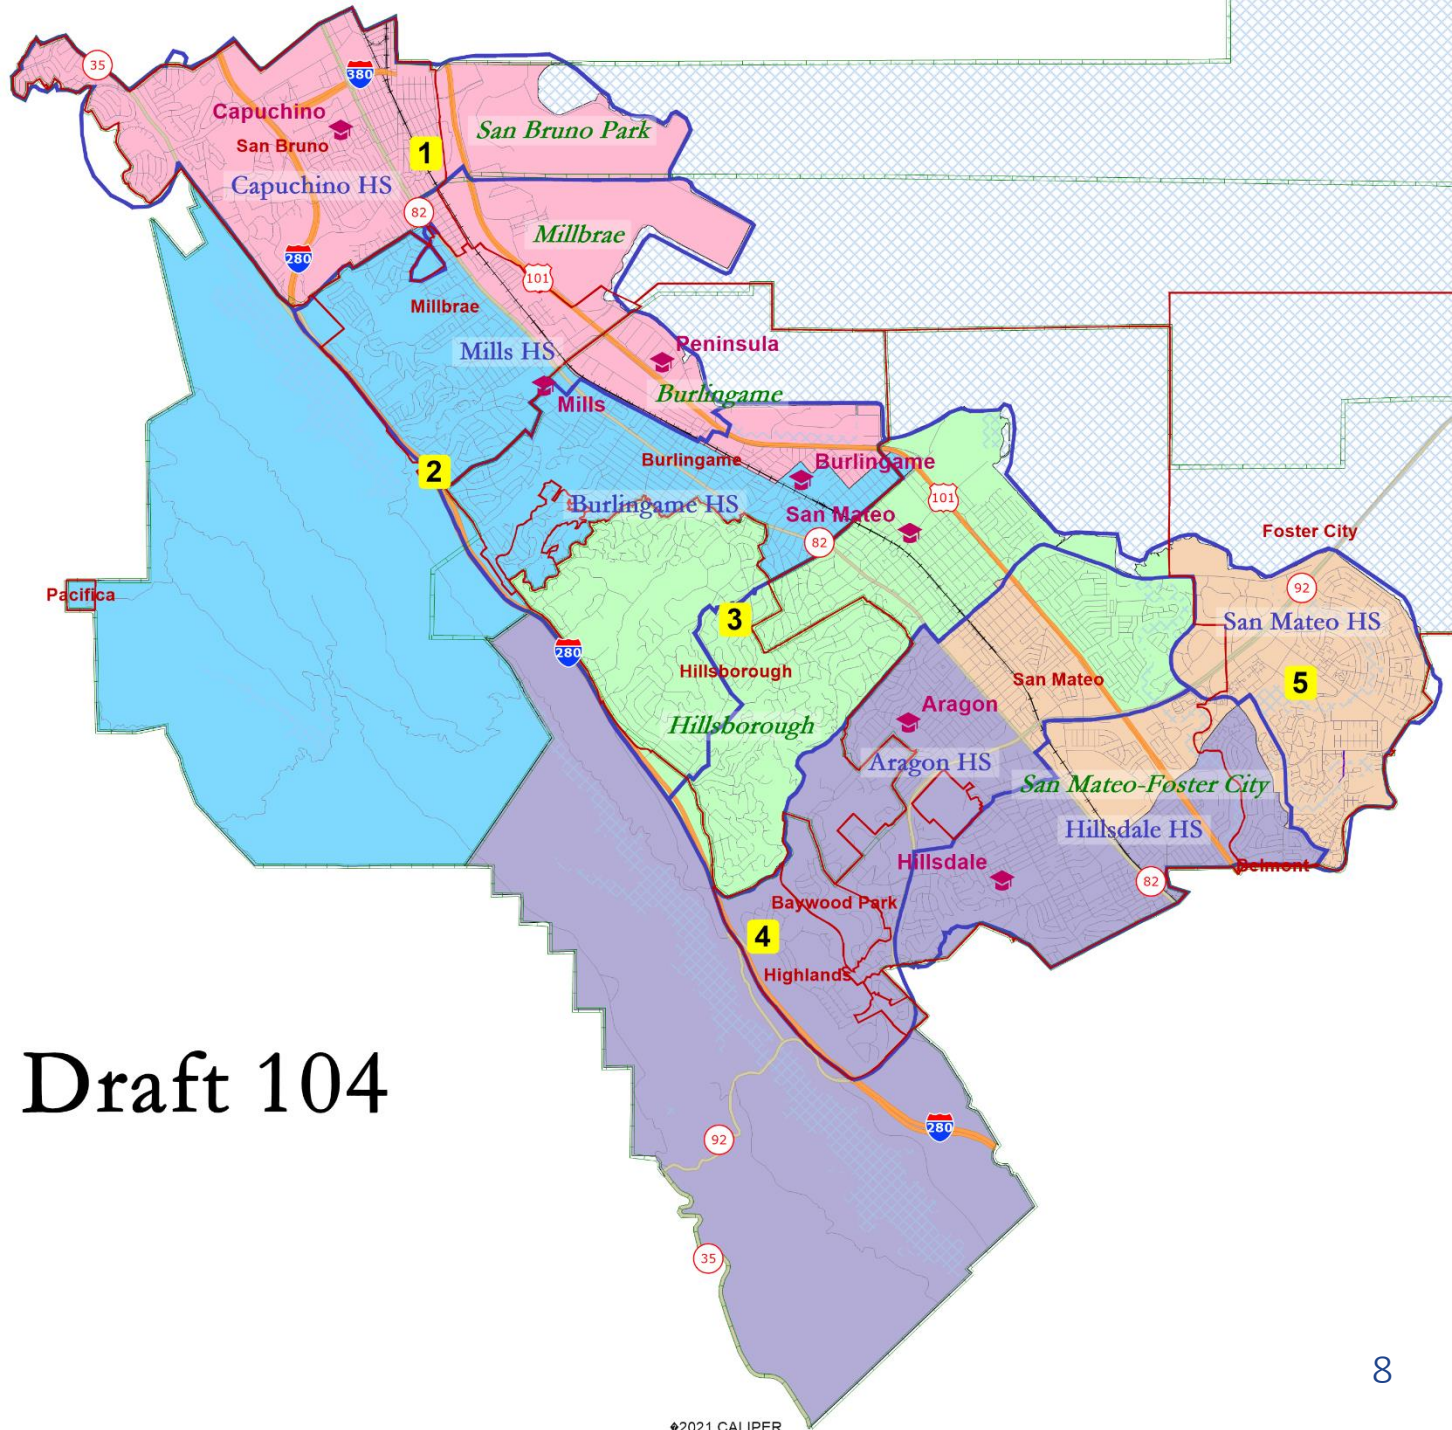 35
380
Capuchino
San Bruno Park
San Bruno
1
Capuchino HS
82
Millbrae
280
101
Millbrae
Peninsula
Mills HS
Burlingame
Mills
Burlingame
Burlingame
2
Burlingame HS
101
San Mateo
82
Foster City
92
Pacifica
3
San Mateo HS
280
Hillsborough
San Mateo
5
Aragon
Hillsborough
Aragon HS
San Mateo-Foster City
Hillsdale HS
Hillsdale
Belmont
82
Baywood Park
4
Highlands
Draft 104
280
92
35
8
�2021 CALIPER